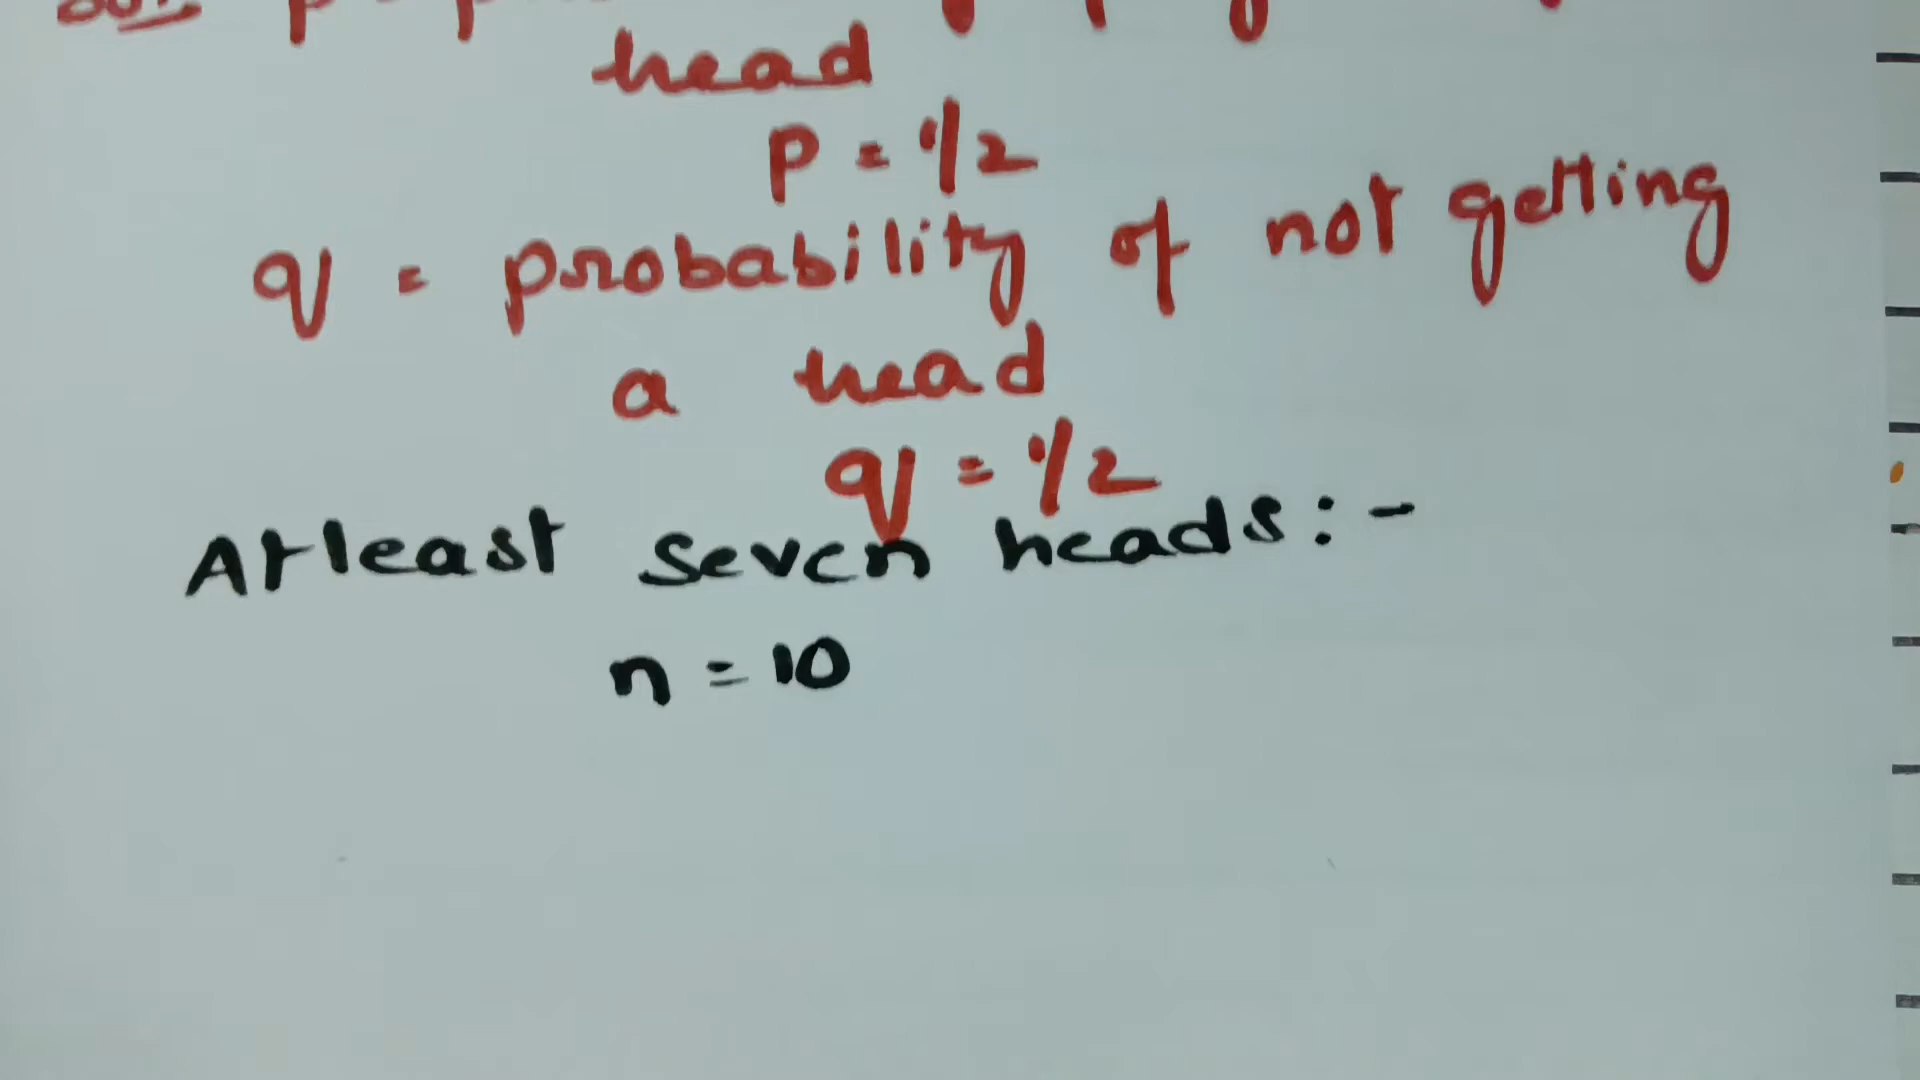 head
p = 1/2
q = probability of not getting
a head
q = 1/2
Atleast seven heads:-
n = 10